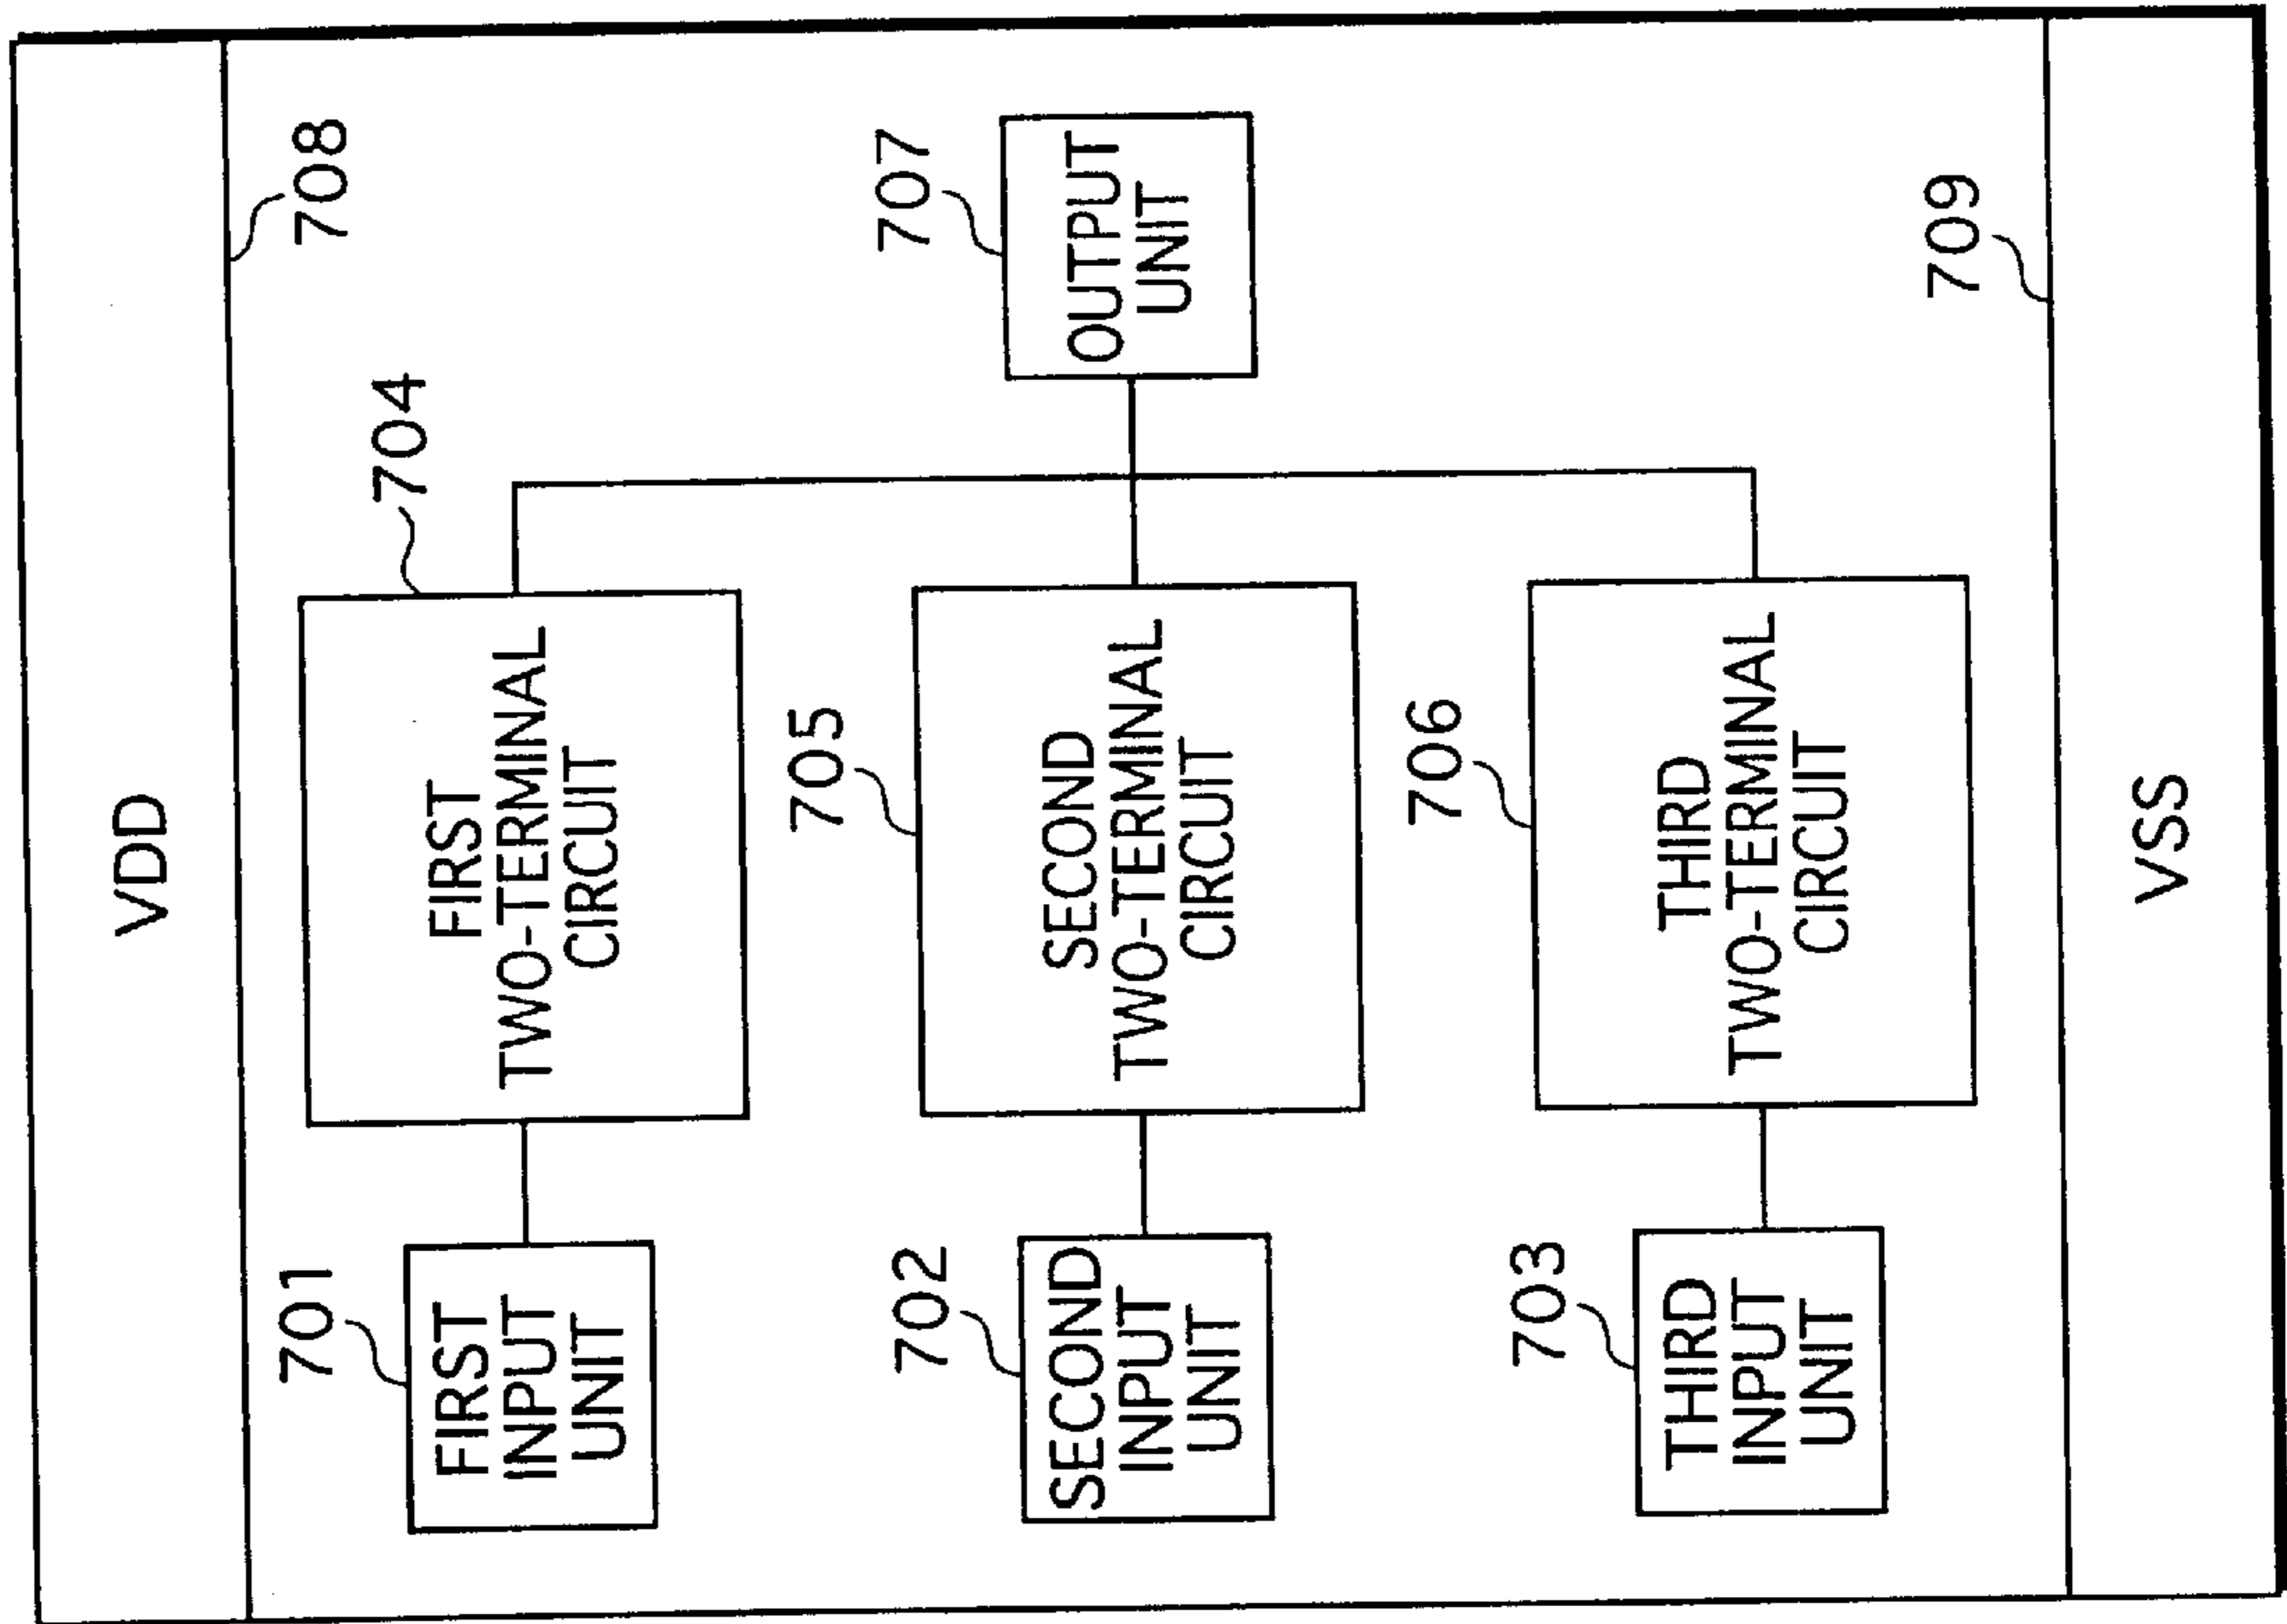 VDD
708
704
FIRST
TWO-TERMINAL
CIRCUIT
701
FIRST
INPUT
UNIT
707
OUTPUT
UNIT
705
SECOND
TWO-TERMINAL
CIRCUIT
702
SECOND
INPUT
UNIT
706
THIRD
TWO-TERMINAL
CIRCUIT
703
THIRD
INPUT
UNIT
709
VSS